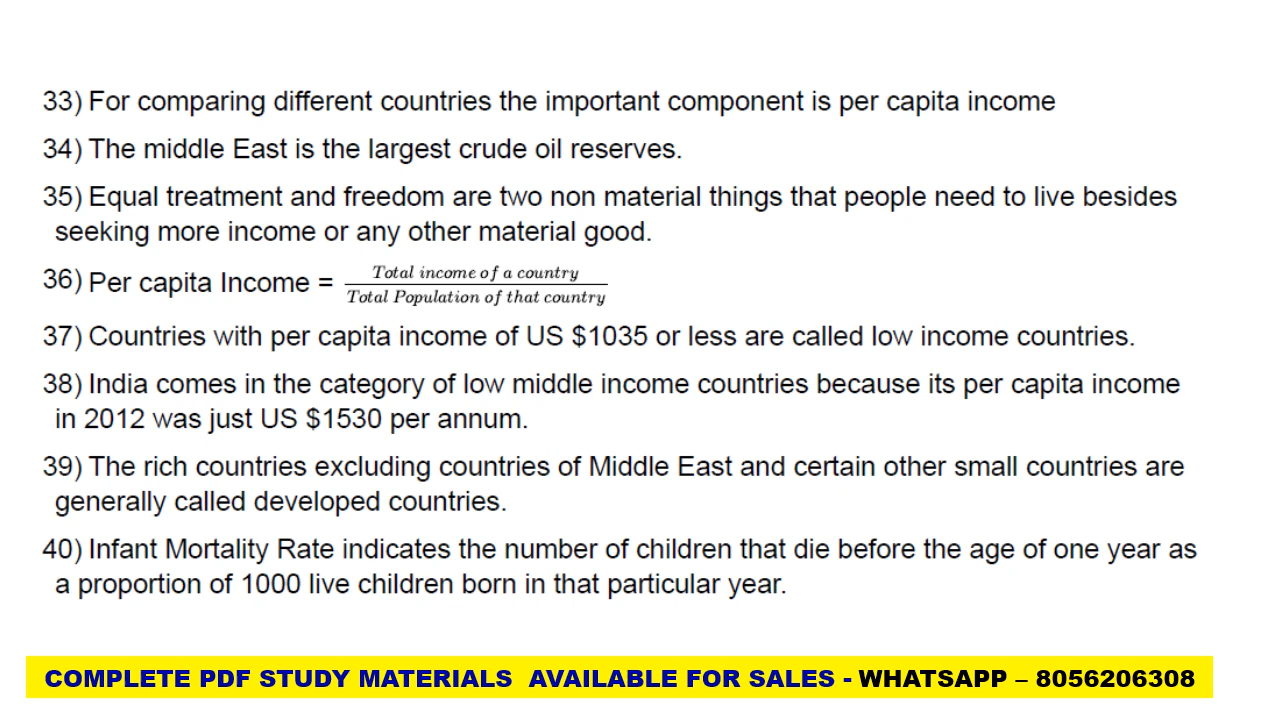 33) For comparing different countries the important component is per capita income
34) The middle East is the largest crude oil reserves.
35) Equal treatment and freedom are two non material things that people need to live besides
seeking more income or any other material good.
36) Per capita Income = Total income of a country / Total Population of that country
37) Countries with per capita income of US $1035 or less are called low income countries.
38) India comes in the category of low middle income countries because its per capita income
in 2012 was just US $1530 per annum.
39) The rich countries excluding countries of Middle East and certain other small countries are
generally called developed countries.
40) Infant Mortality Rate indicates the number of children that die before the age of one year as
a proportion of 1000 live children born in that particular year.
COMPLETE PDF STUDY MATERIALS AVAILABLE FOR SALES - WHATSAPP – 8056206308